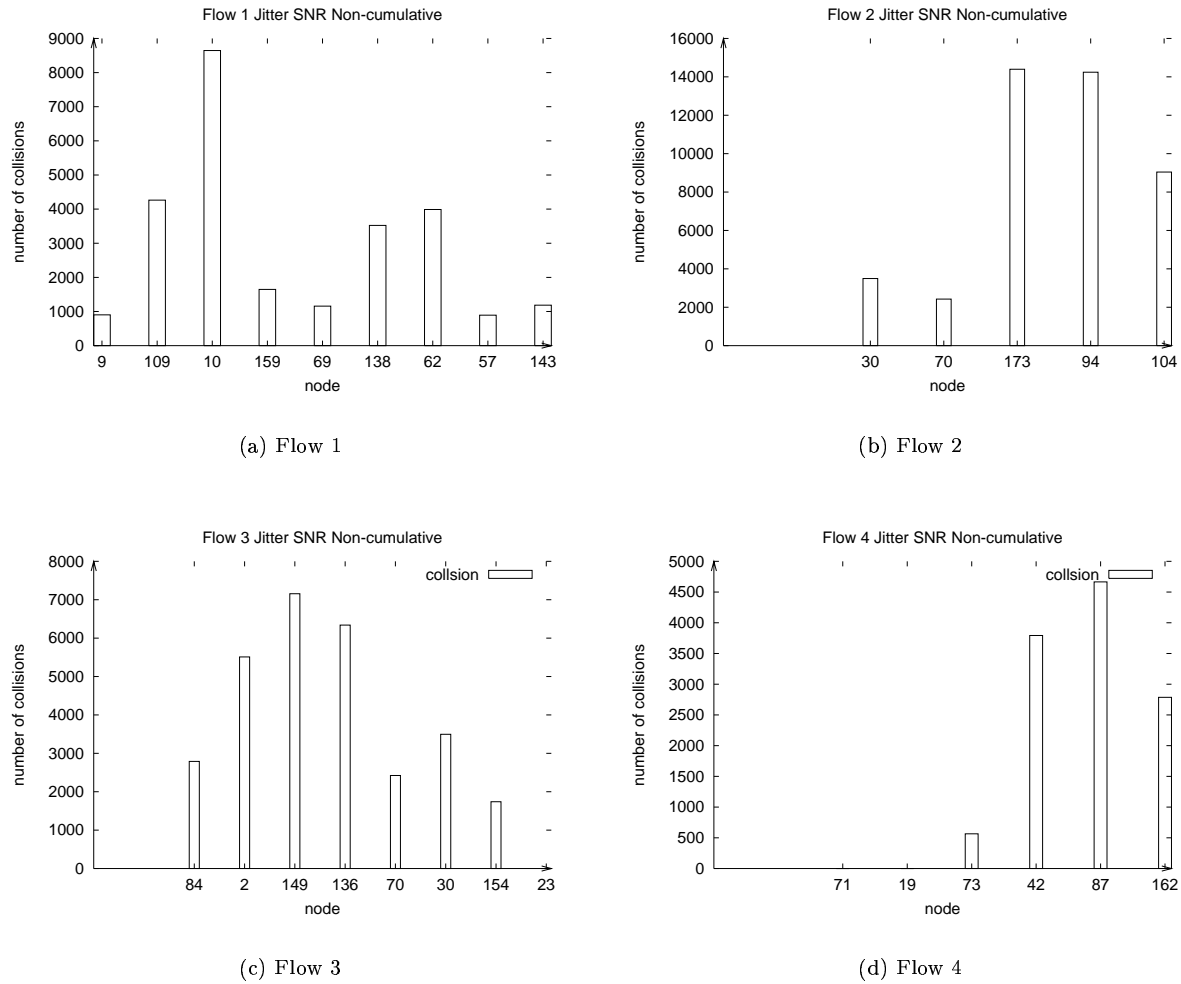 Flow 1 Jitter SNR Non-cumulative
9000
8000
7000
6000
5000
4000
3000
2000
1000
0
number of collisions
9 109 10 159 69 138 62 57 143
node
(a) Flow 1
Flow 2 Jitter SNR Non-cumulative
16000
14000
12000
10000
8000
6000
4000
2000
0
number of collisions
30 70 173 94 104
node
(b) Flow 2
Flow 3 Jitter SNR Non-cumulative
8000
7000
6000
5000
4000
3000
2000
1000
0
number of collisions
collsion
84 2 149 136 70 30 154 23
node
(c) Flow 3
Flow 4 Jitter SNR Non-cumulative
5000
4500
4000
3500
3000
2500
2000
1500
1000
500
0
number of collisions
collsion
71 19 73 42 87 162
node
(d) Flow 4